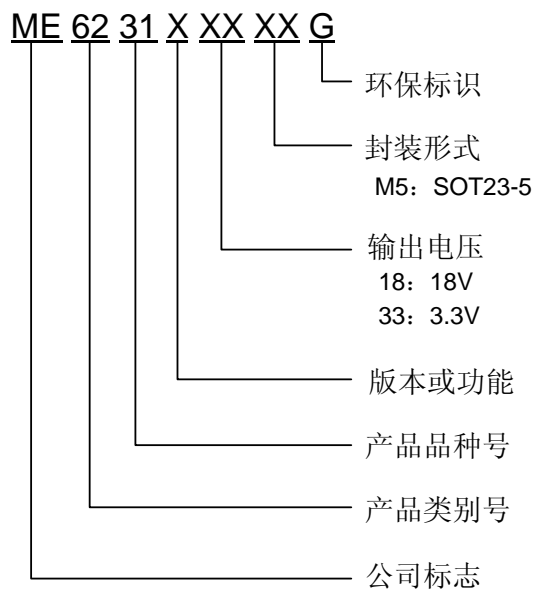 ME 62 31 X XX XX G
环保标识
封装形式
M5：SOT23-5
输出电压
18：18V
33：3.3V
版本或功能
产品品种号
产品类别号
公司标志